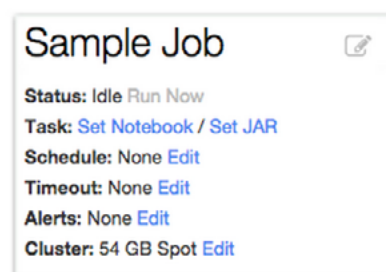 Sample Job
Status: Idle Run Now
Task: Set Notebook / Set JAR
Schedule: None Edit
Timeout: None Edit
Alerts: None Edit
Cluster: 54 GB Spot Edit